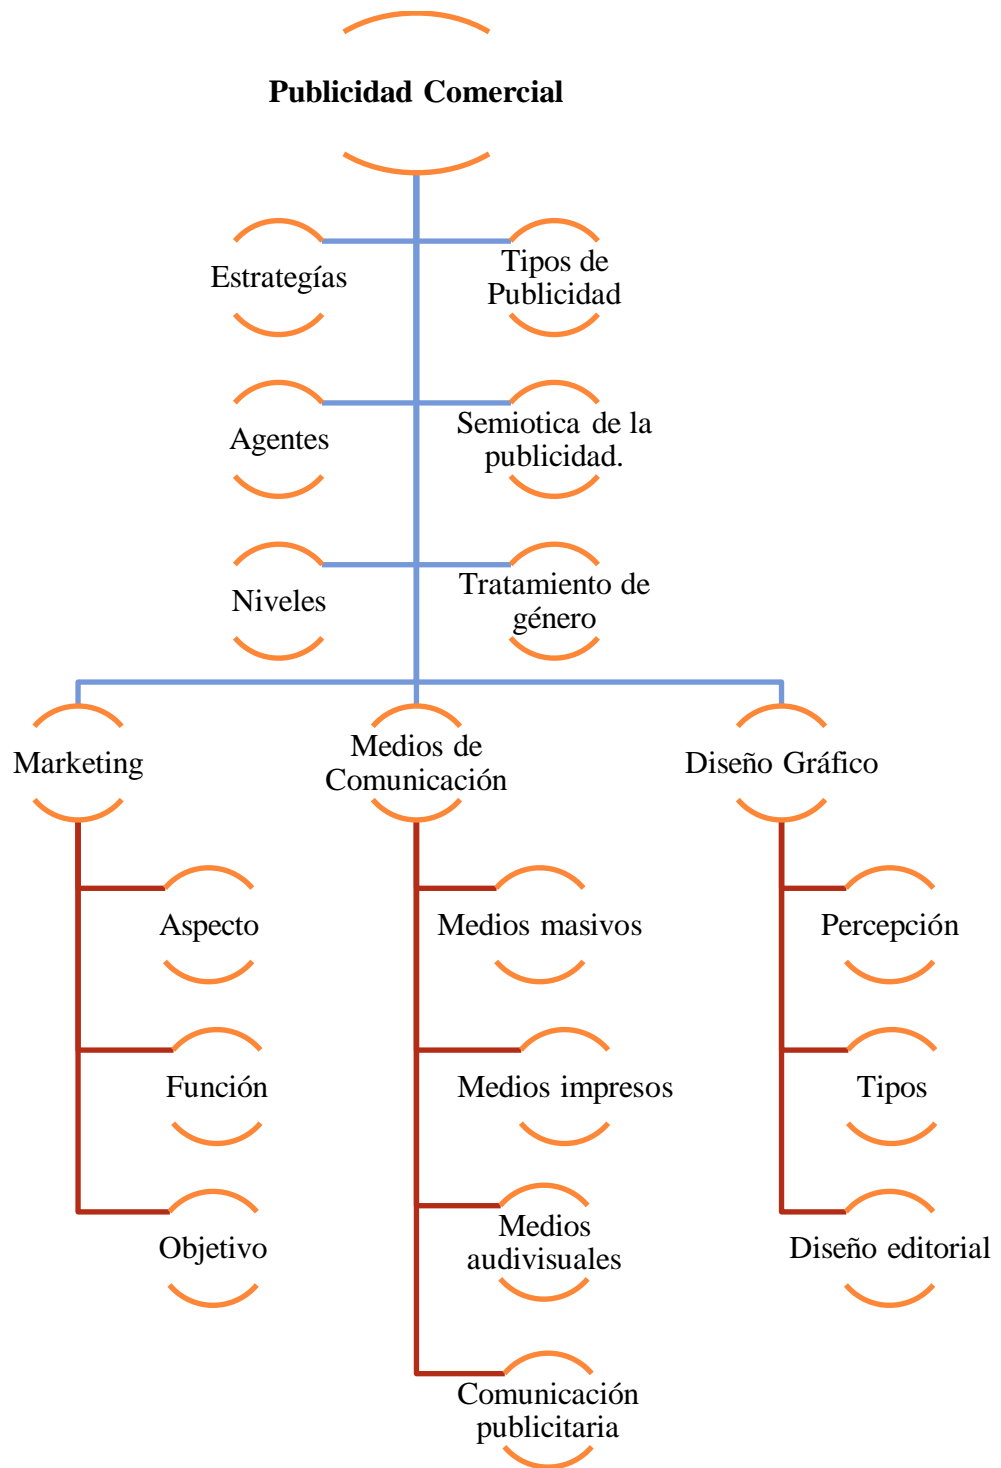 Publicidad Comercial
Estrategías
Tipos de
Publicidad
Agentes
Semiotica de la
publicidad.
Niveles
Tratamiento de
género
Marketing
Medios de
Comunicación
Diseño Gráfico
Aspecto
Medios masivos
Percepción
Función
Medios impresos
Tipos
Objetivo
Medios
audivisuales
Diseño editorial
Comunicación
publicitaria